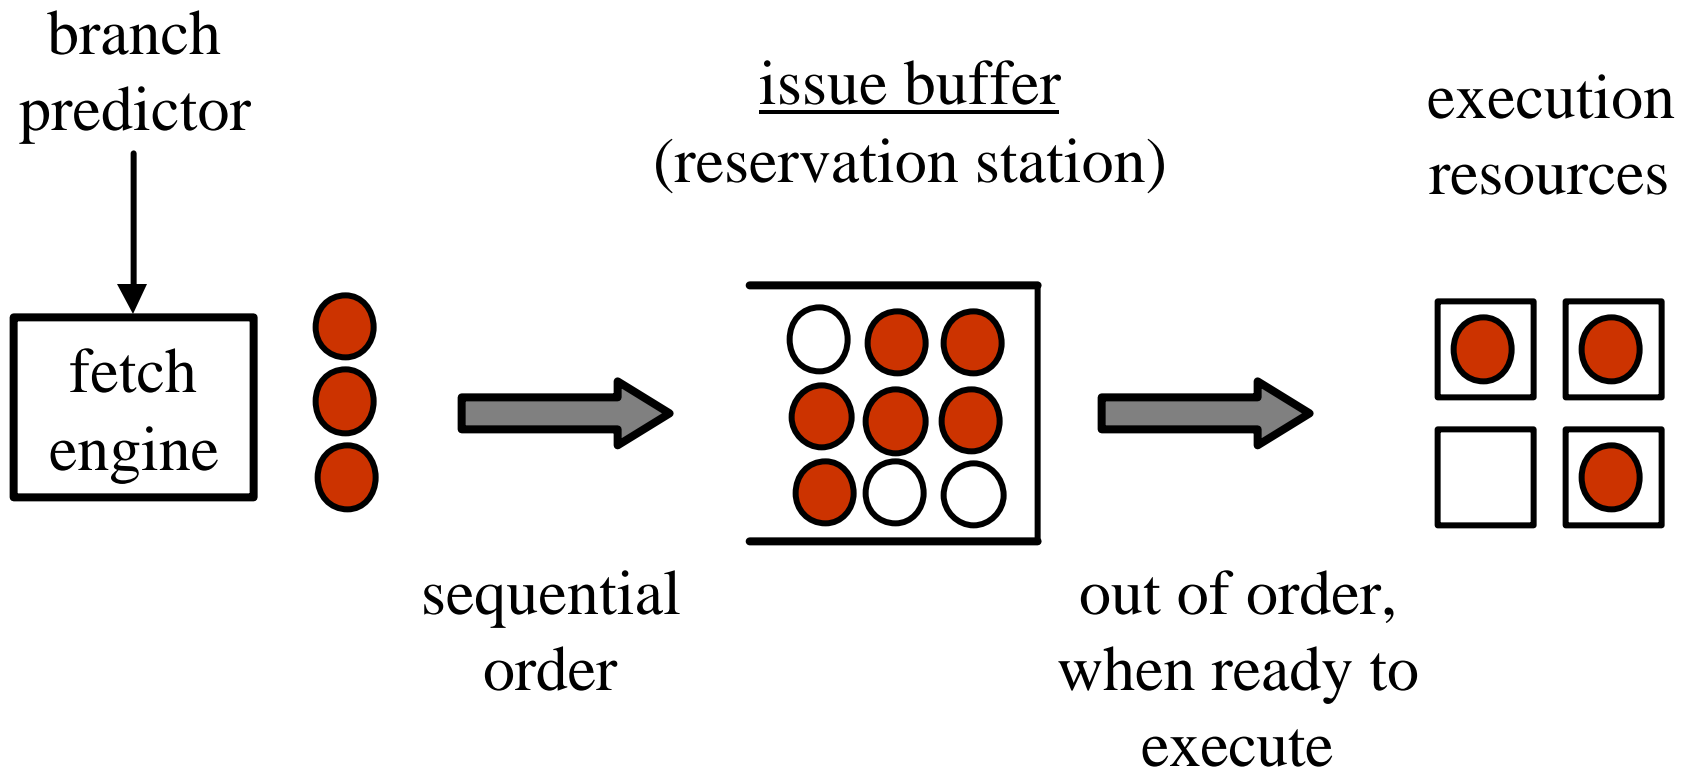 branch
predictor
issue buffer
(reservation station)
execution
resources
fetch
engine
sequential
order
out of order,
when ready to
execute